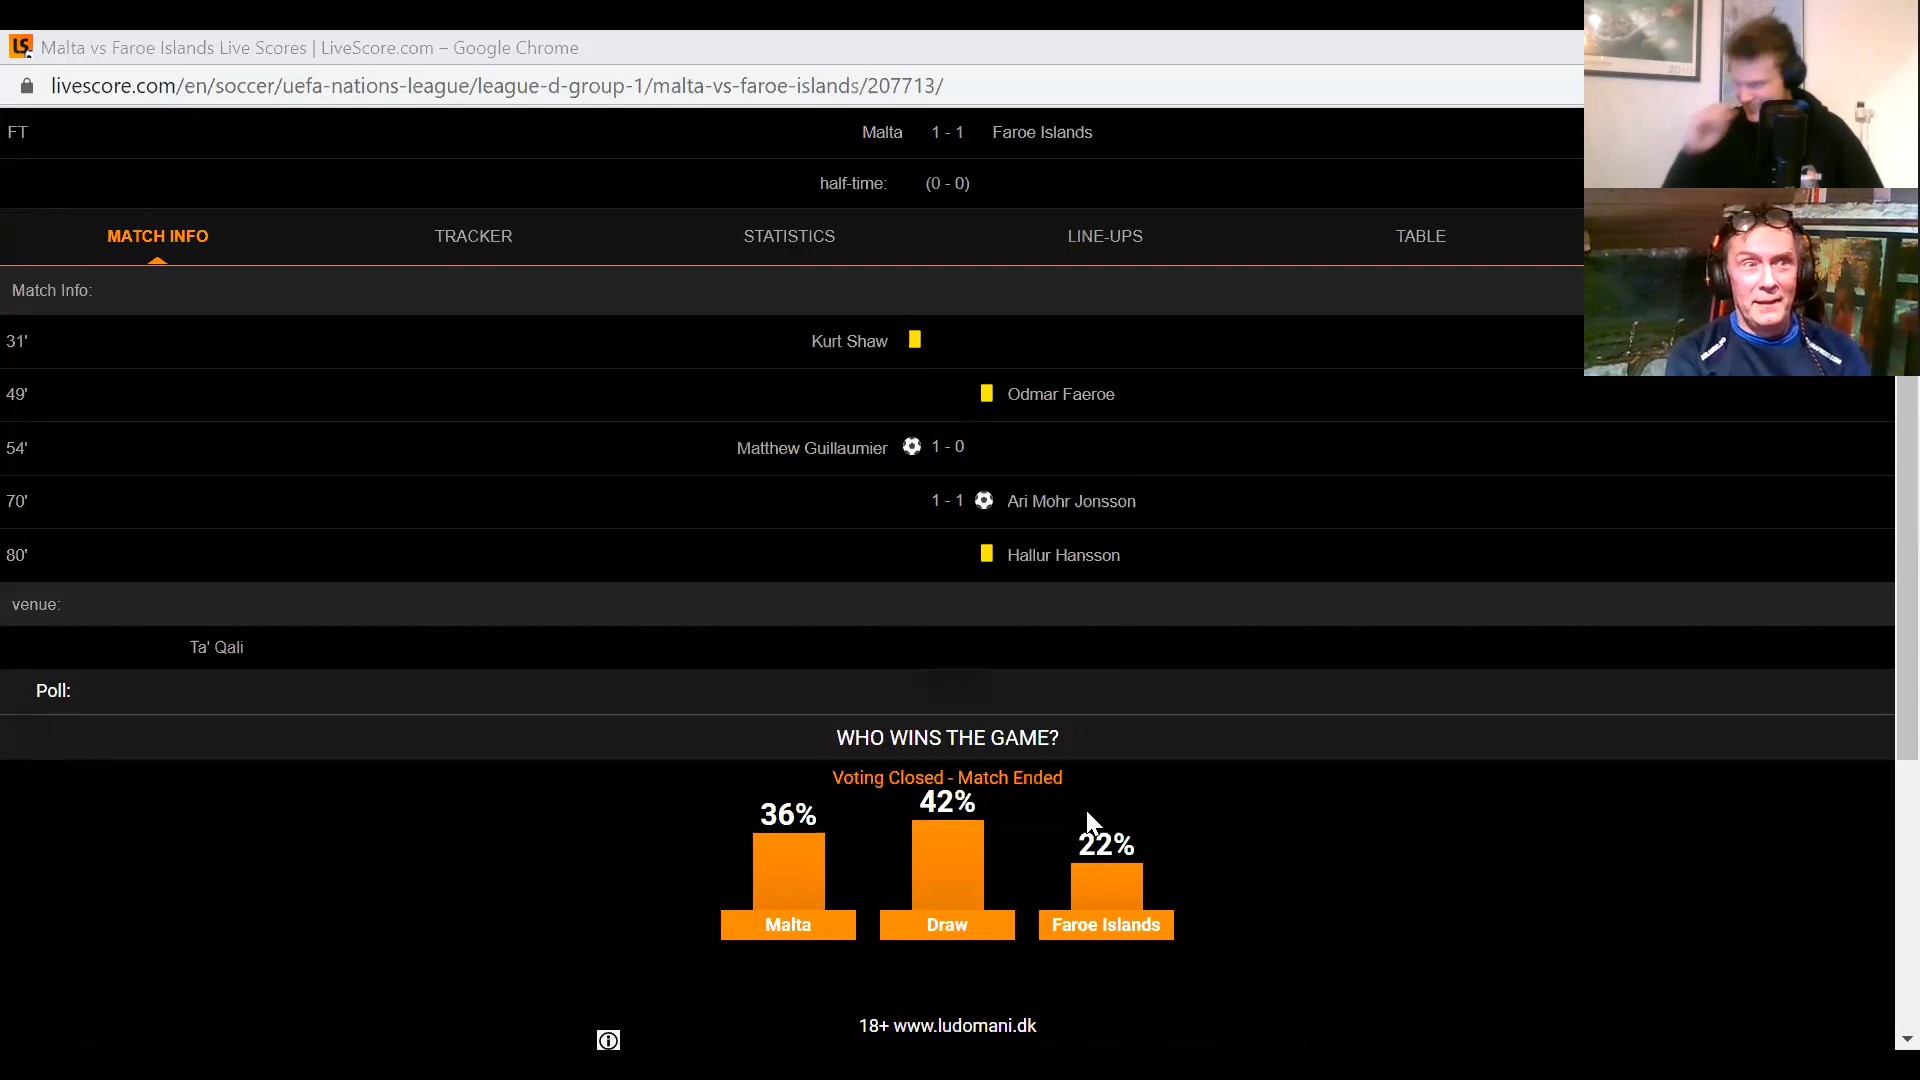 LS Malta vs Faroe Islands Live Scores | LiveScore.com – Google Chrome
livescore.com/en/soccer/uefa-nations-league/league-d-group-1/malta-vs-faroe-islands/207713/
2010
FT Malta 1 - 1 Faroe Islands
half-time: (0 - 0)
MATCH INFO TRACKER STATISTICS LINE-UPS TABLE
Match Info:
31' Kurt Shaw
49' Odmar Faeroe
54' Matthew Guillaumier 1 - 0
70' 1 - 1 Ari Mohr Jonsson
80' Hallur Hansson
venue:
Ta' Qali
Poll:
WHO WINS THE GAME?
Voting Closed - Match Ended
36% 42% 22%
Malta Draw Faroe Islands
18+ www.ludomani.dk